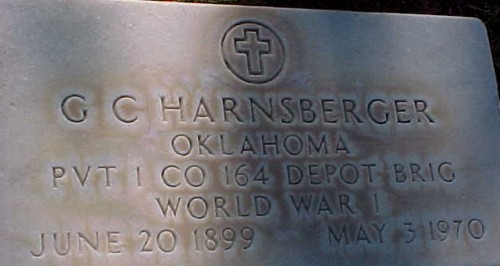 G C HARNSBERGER
OKLAHOMA
PVT 1 CO 164 DEPOT BRIG
WORLD WAR I
JUNE 20 1899 MAY 3 1970